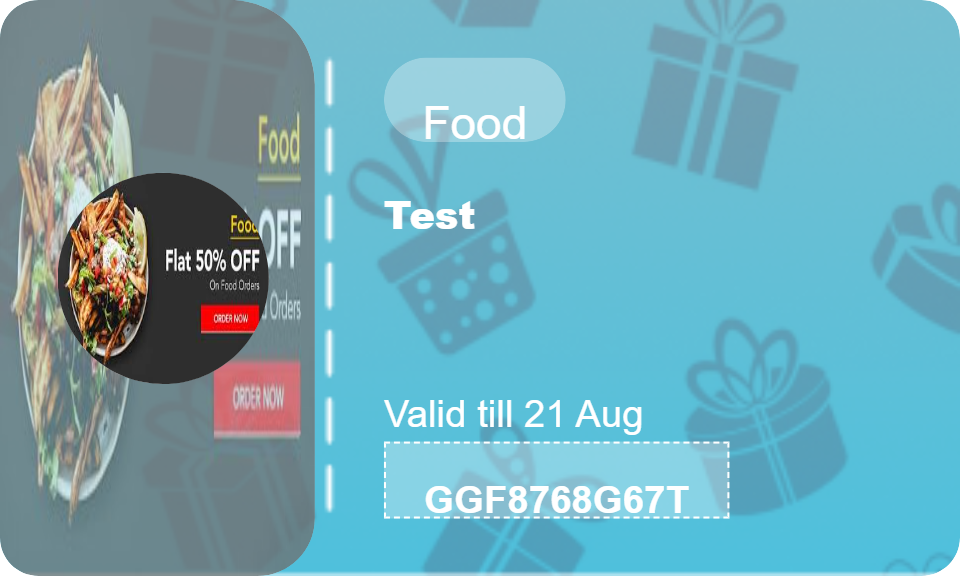 Food
OFF
Orders
ORDER NOW
Food
Flat 50% OFF
On Food Orders
ORDER NOW
Food
Test
Valid till 21 Aug
GGF8768G67T